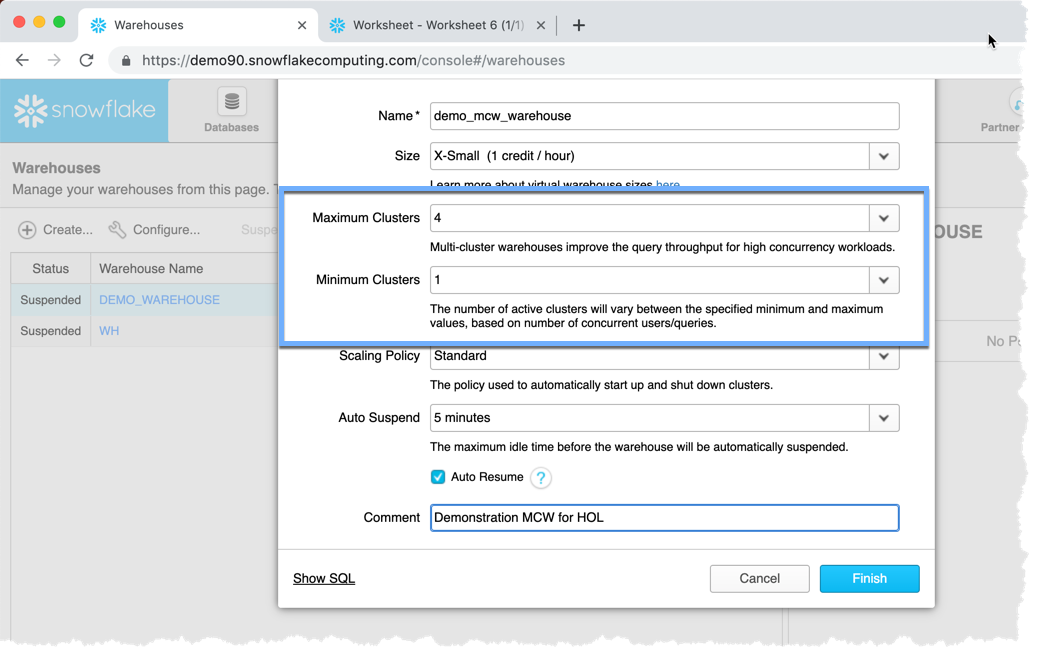 Warehouses
Worksheet - Worksheet 6 (1/1)
https://demo90.snowflakecomputing.com/console#/warehouses
snowflake
Databases
Partner
Warehouses
Manage your warehouses from this page.
Create...
Configure...
Suspe
Status
Warehouse Name
Suspended
DEMO_WAREHOUSE
Suspended
WH
OUSE
No
Name*
demo_mcw_warehouse
Size
X-Small (1 credit / hour)
Learn more about virtual warehouse sizes here
Maximum Clusters
4
Multi-cluster warehouses improve the query throughput for high concurrency workloads.
Minimum Clusters
1
The number of active clusters will vary between the specified minimum and maximum
values, based on number of concurrent users/queries.
Scaling Policy
Standard
The policy used to automatically start up and shut down clusters.
Auto Suspend
5 minutes
The maximum idle time before the warehouse will be automatically suspended.
Auto Resume
?
Comment
Demonstration MCW for HOL
Show SQL
Cancel
Finish